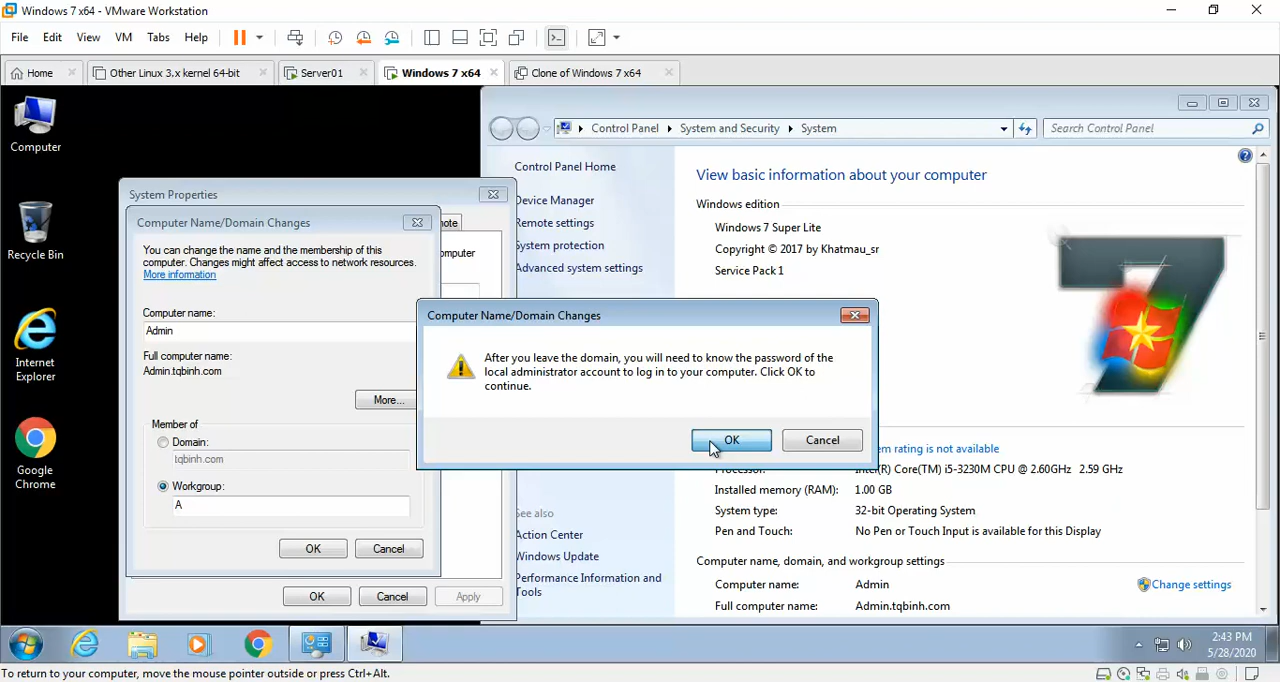 Windows 7 x64 - VMware Workstation
File Edit View VM Tabs Help
Home Other Linux 3.x kernel 64-bit Server01 Windows 7 x64 Clone of Windows 7 x64
Computer
Recycle Bin
Internet
Explorer
Google
Chrome
Control Panel System and Security System
Search Control Panel
Control Panel Home
Device Manager
Remote settings
System protection
Advanced system settings
See also
Action Center
Windows Update
Performance Information and
Tools
View basic information about your computer
Windows edition
Windows 7 Super Lite
Copyright © 2017 by Khatmau_sr
Service Pack 1
rating is not available
Processor: Intel(R) Core(TM) i5-3230M CPU @ 2.60GHz 2.59 GHz
Installed memory (RAM): 1.00 GB
System type: 32-bit Operating System
Pen and Touch: No Pen or Touch Input is available for this Display
Computer name, domain, and workgroup settings
Computer name: Admin
Change settings
Full computer name: Admin.tqbinh.com
System Properties
note
omputer
OK Cancel Apply
Computer Name/Domain Changes
You can change the name and the membership of this
computer. Changes might affect access to network resources.
More information
Computer name:
Admin
Full computer name:
Admin.tqbinh.com
More...
Member of
Domain:
tqbinh.com
Workgroup:
A
OK Cancel
Computer Name/Domain Changes
After you leave the domain, you will need to know the password of the
local administrator account to log in to your computer. Click OK to
continue.
OK Cancel
2:43 PM
5/28/2020
To return to your computer, move the mouse pointer outside or press Ctrl+Alt.